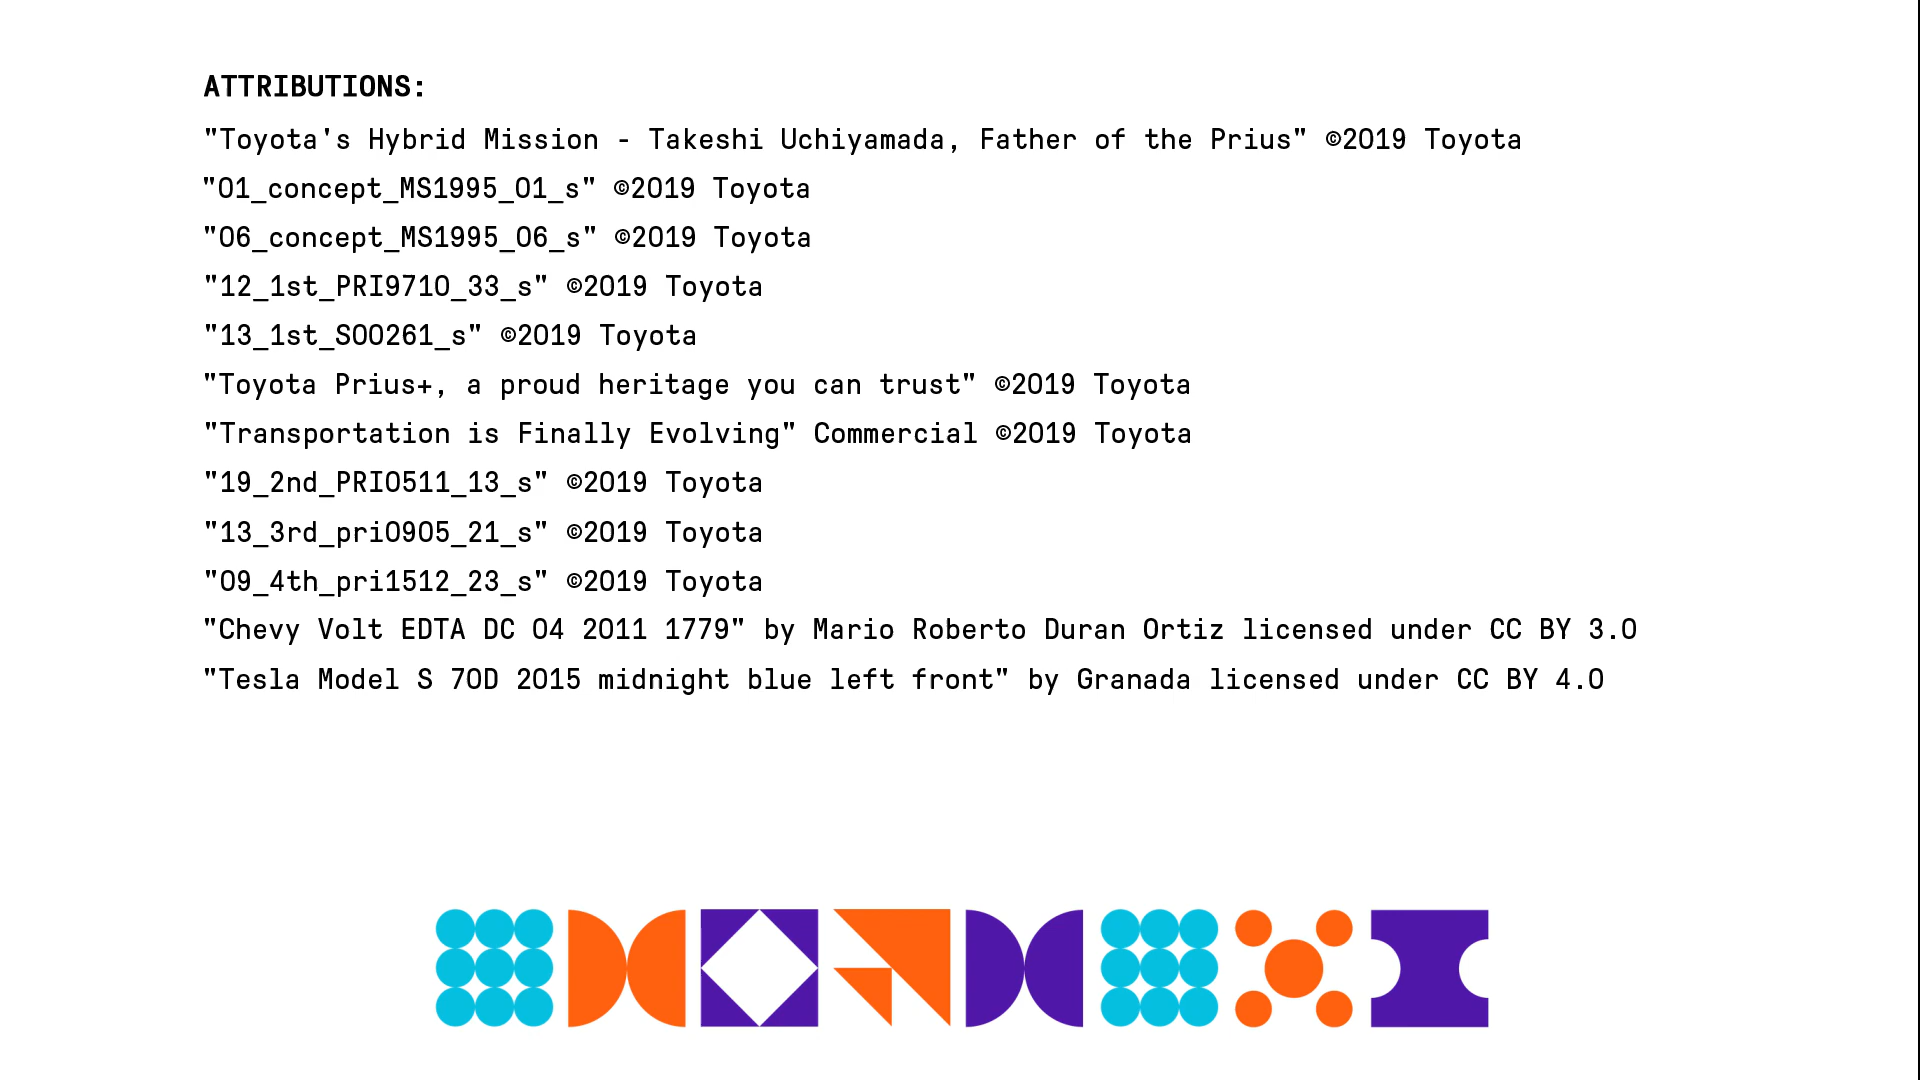 ATTRIBUTIONS:
"Toyota's Hybrid Mission - Takeshi Uchiyamada, Father of the Prius" ©2019 Toyota
"01_concept_MS1995_01_s" ©2019 Toyota
"06_concept_MS1995_06_s" ©2019 Toyota
"12_1st_PRI9710_33_s" ©2019 Toyota
"13_1st_S00261_s" ©2019 Toyota
"Toyota Prius+, a proud heritage you can trust" ©2019 Toyota
"Transportation is Finally Evolving" Commercial ©2019 Toyota
"19_2nd_PRI0511_13_s" ©2019 Toyota
"13_3rd_pri0905_21_s" ©2019 Toyota
"09_4th_pri1512_23_s" ©2019 Toyota
"Chevy Volt EDTA DC 04 2011 1779" by Mario Roberto Duran Ortiz licensed under CC BY 3.0
"Tesla Model S 70D 2015 midnight blue left front" by Granada licensed under CC BY 4.0